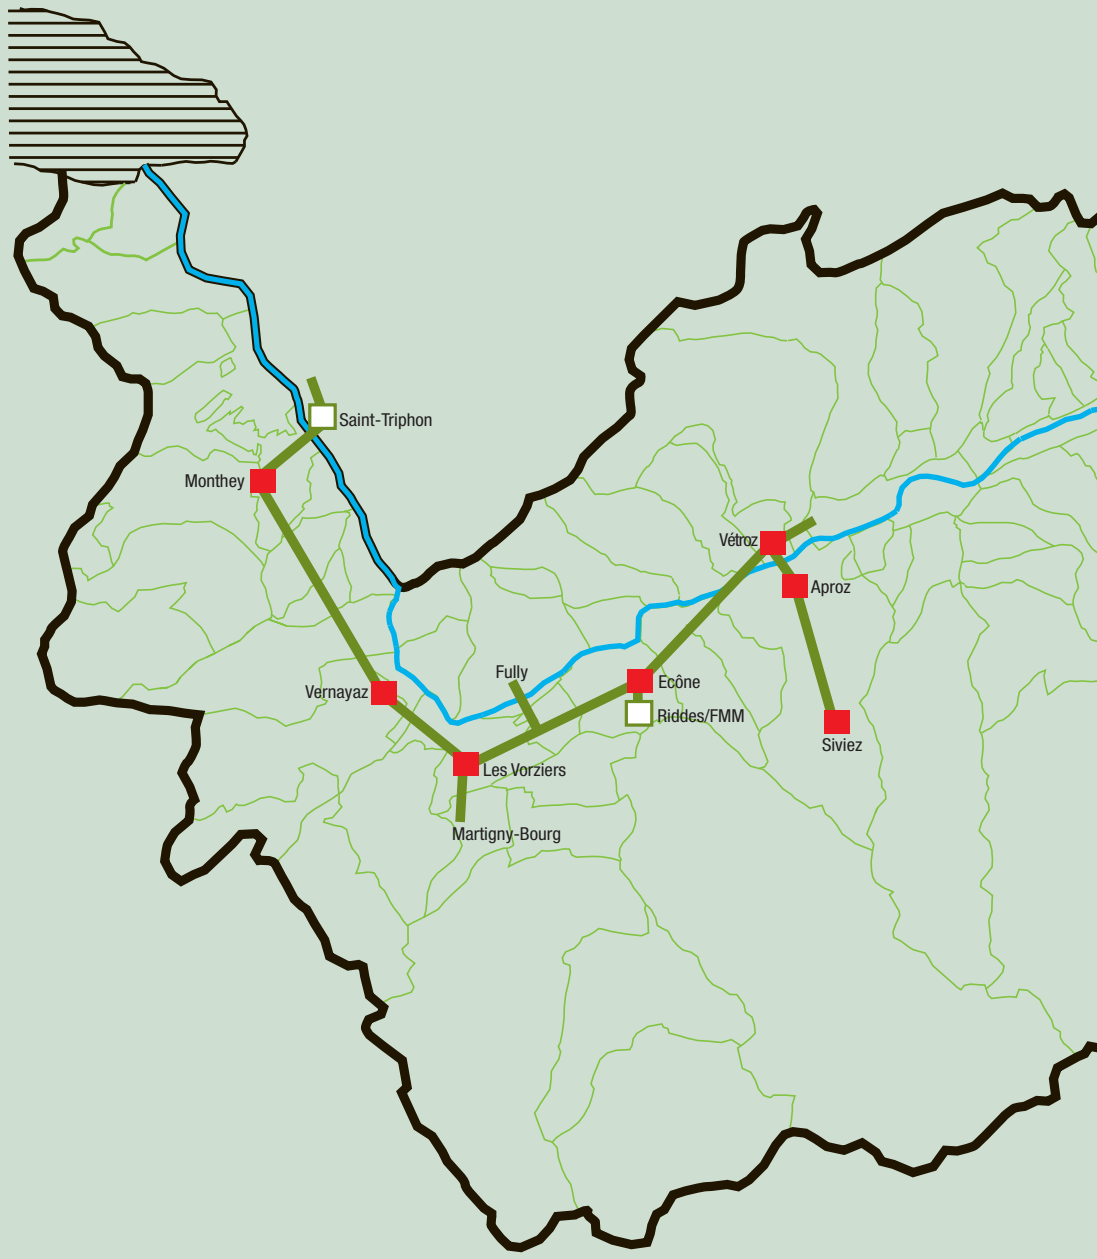 Saint-Triphon
Monthey
Vétroz
Aproz
Fully
Ecône
Vernayaz
Riddes/FMM
Siviez
Les Vorziers
Martigny-Bourg